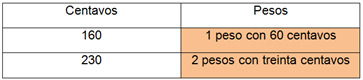 Centavos Pesos
160 1 peso con 60 centavos
230 2 pesos con treinta centavos